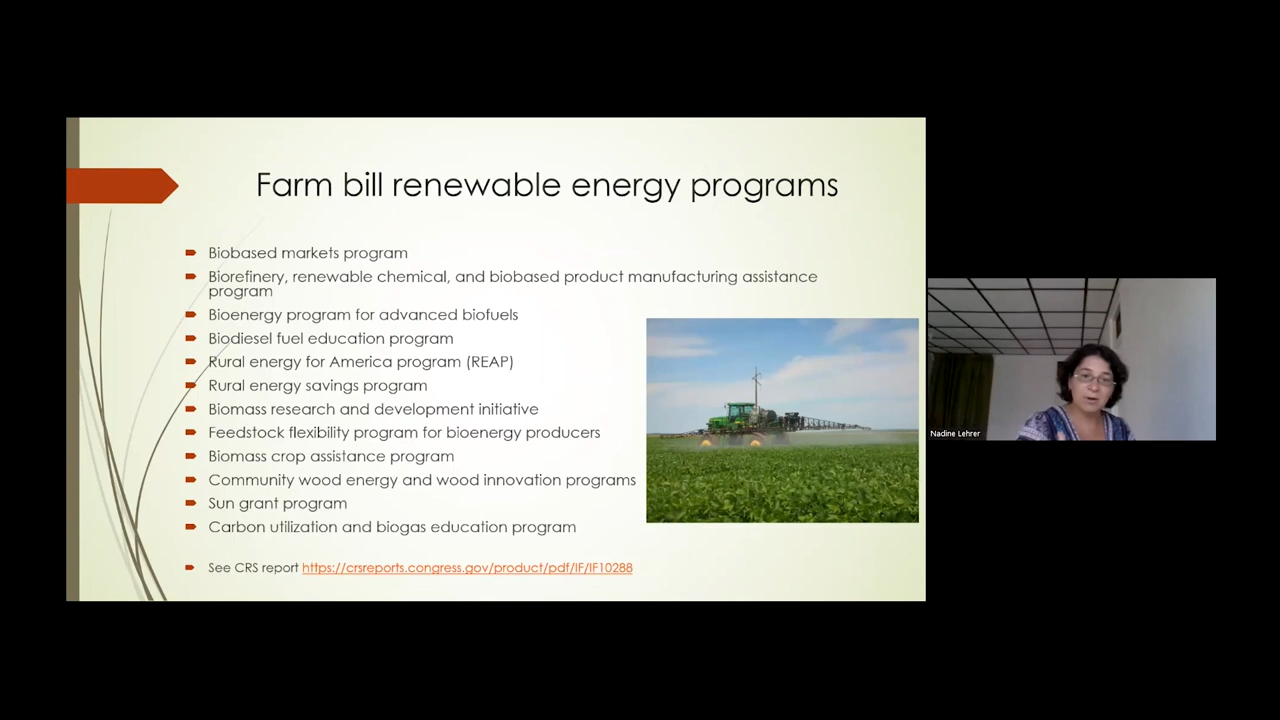 Farm bill renewable energy programs
Biobased markets program
Biorefinery, renewable chemical, and biobased product manufacturing assistance
program
Bioenergy program for advanced biofuels
Biodiesel fuel education program
Rural energy for America program (REAP)
Rural energy savings program
Biomass research and development initiative
Feedstock flexibility program for bioenergy producers
Biomass crop assistance program
Community wood energy and wood innovation programs
Sun grant program
Carbon utilization and biogas education program
See CRS report https://crsreports.congress.gov/product/pdf/IF/IF10288
Nadine Lehrer